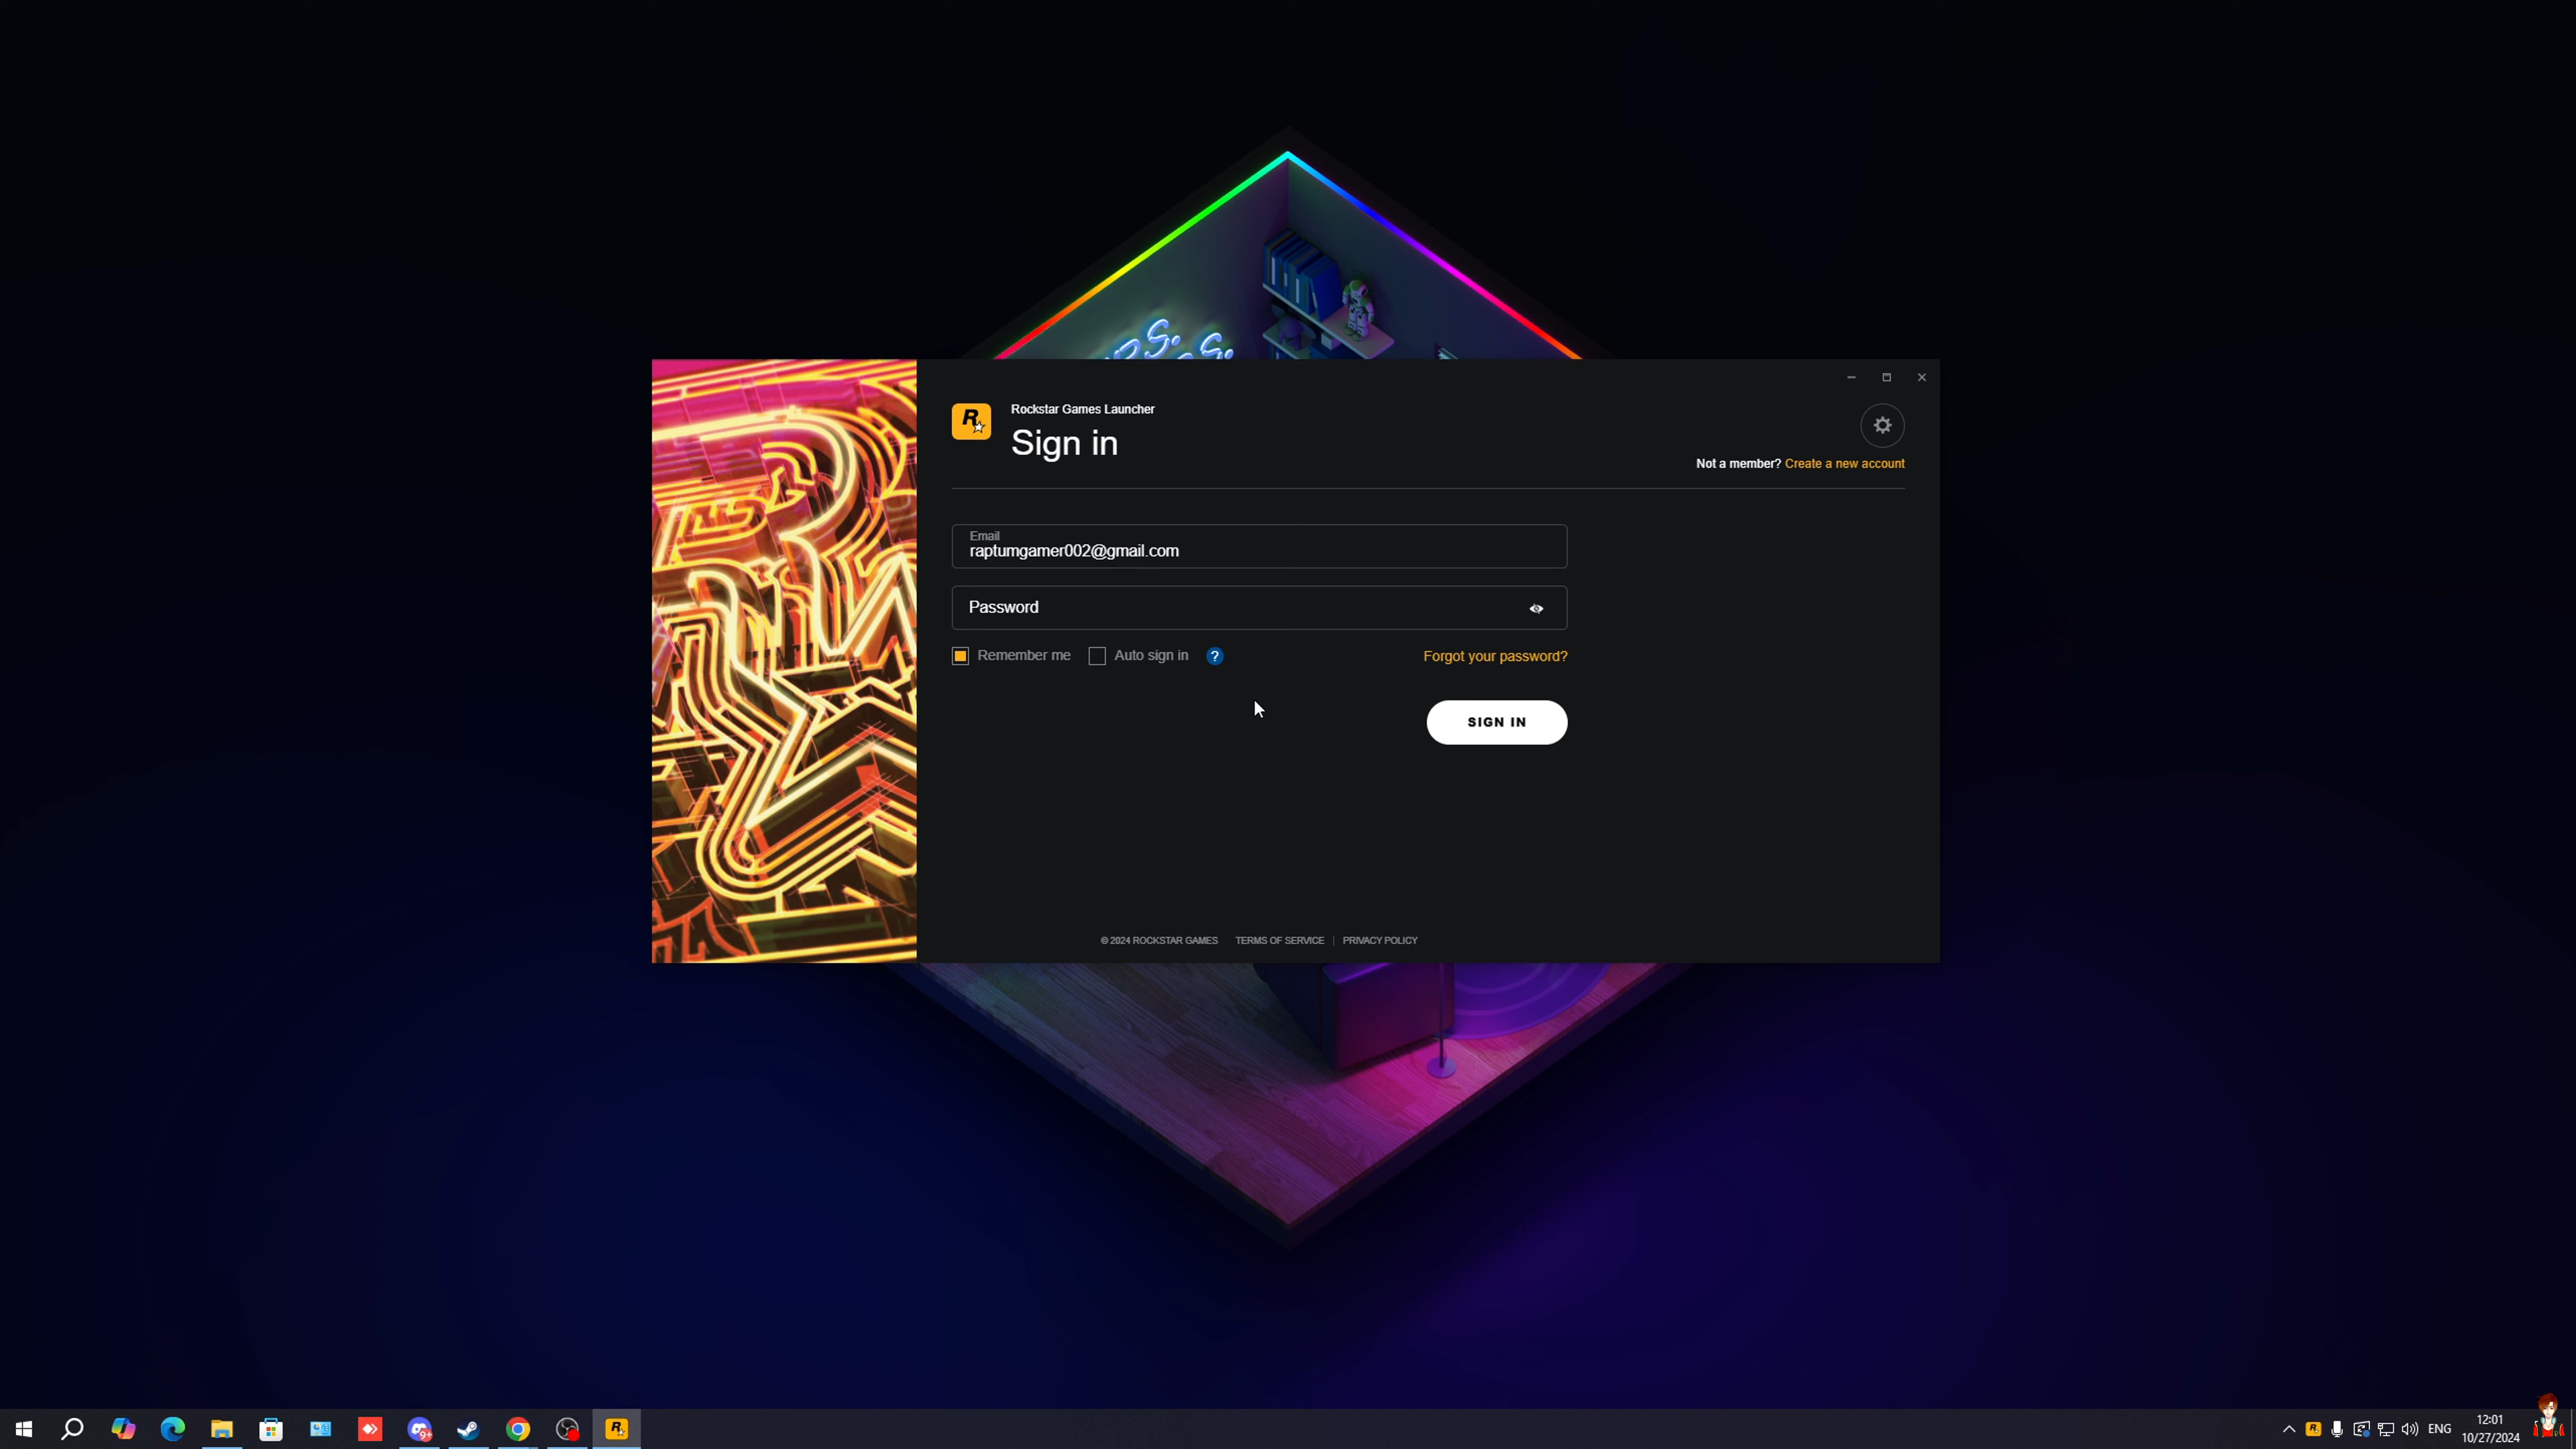 Rockstar Games Launcher
Sign in
Not a member? Create a new account
Email
raptumgamer002@gmail.com
Password
Remember me
Auto sign in
?
Forgot your password?
SIGN IN
© 2024 ROCKSTAR GAMES
TERMS OF SERVICE | PRIVACY POLICY
9+
ENG
12:01
10/27/2024